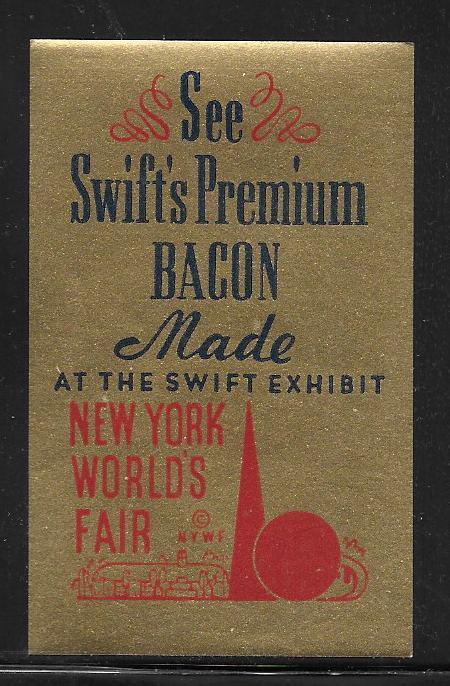 See
Swift's Premium
BACON
Made
AT THE SWIFT EXHIBIT
NEW YORK
WORLD'S
FAIR
©
NYWF